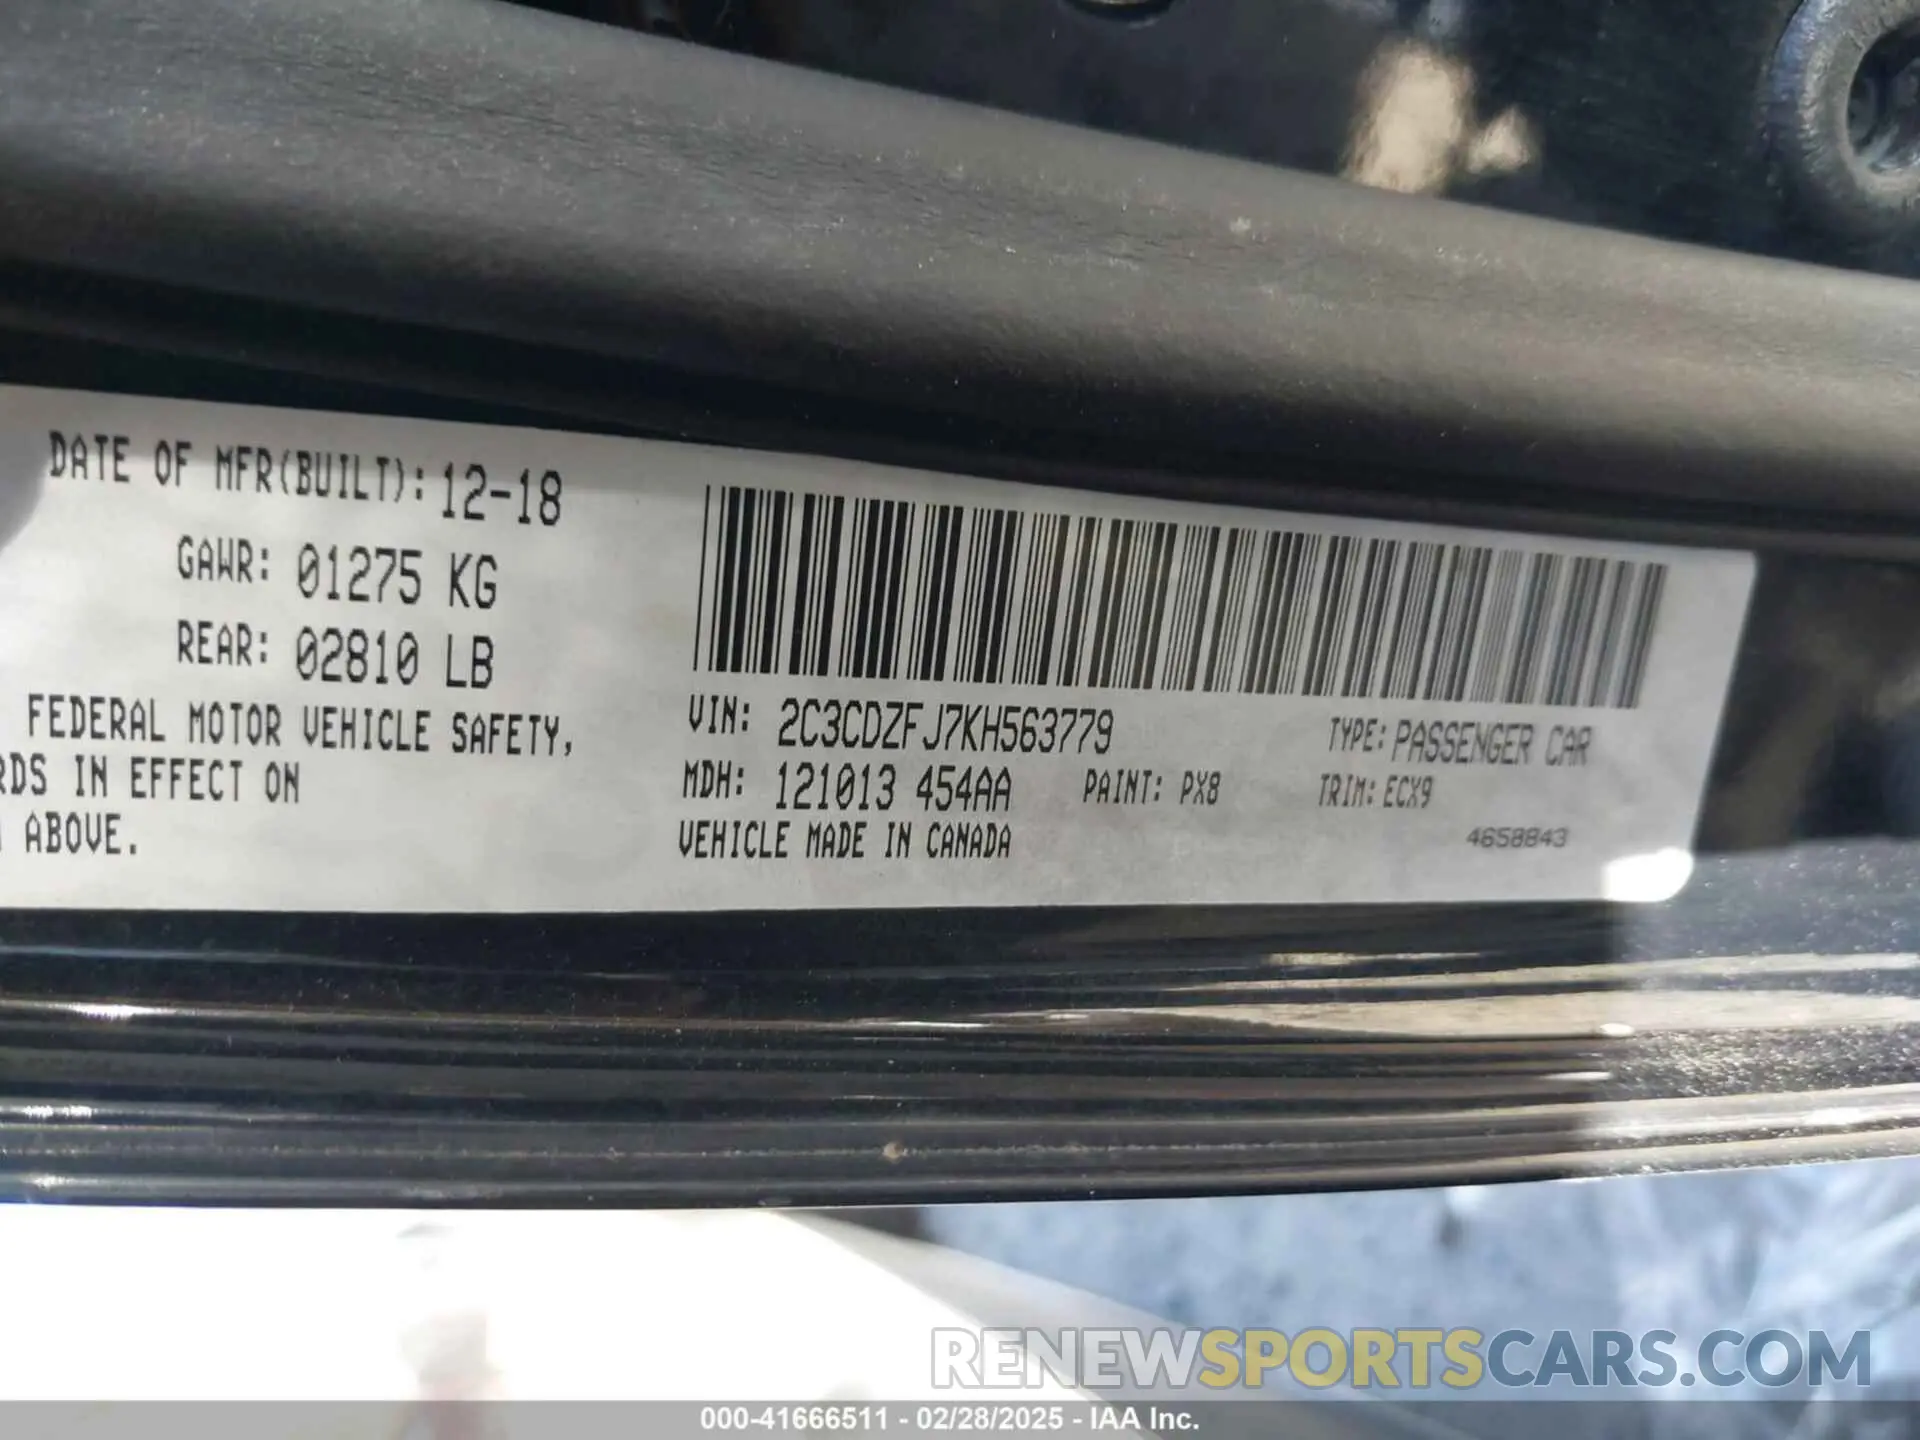 DATE OF MFR(BUILT): 12-18
GAWR: 01275 KG
REAR: 02810 LB
FEDERAL MOTOR VEHICLE SAFETY,
RDS IN EFFECT ON
ABOVE.
VIN: 2C3CDZFJ7KH563779 TYPE: PASSENGER CAR
MDH: 121013 454AA PAINT: PX8 TRIM: ECX9
VEHICLE MADE IN CANADA
4658843
RENEWSPORTSCARS.COM
000-41666511 - 02/28/2025 - IAA Inc.